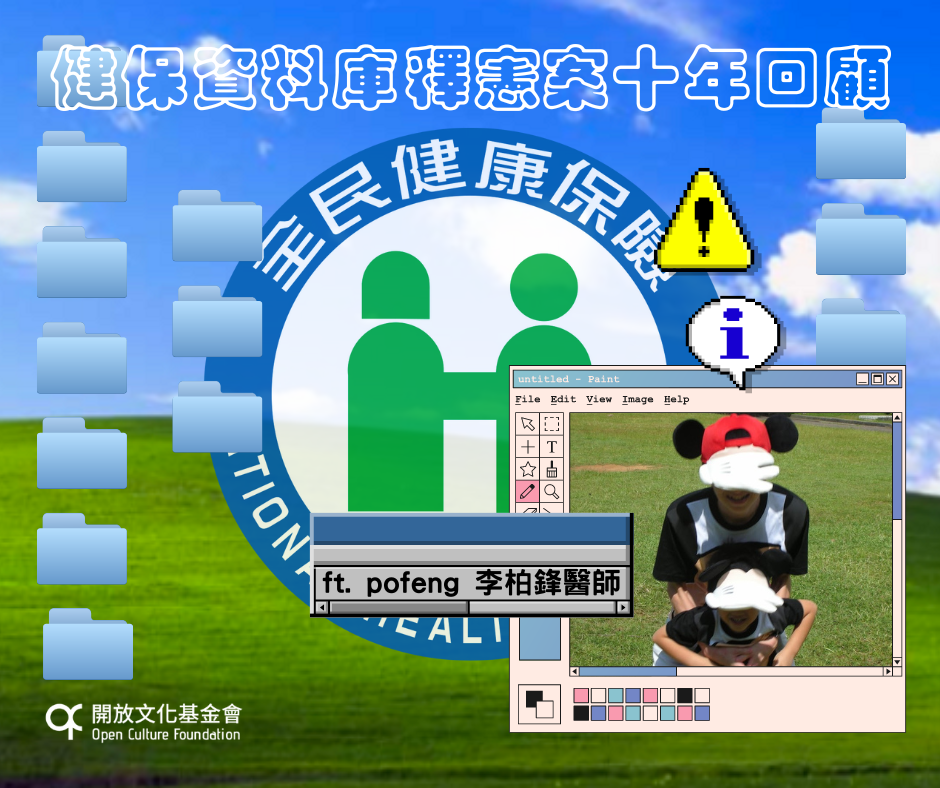 健保資料庫釋憲案十年回顧
全民健康保險
untitled - Paint
File Edit View Image Help
T
TIONA
HEALT
ft. pofeng 李柏鋒醫師
開放文化基金會
Open Culture Foundation